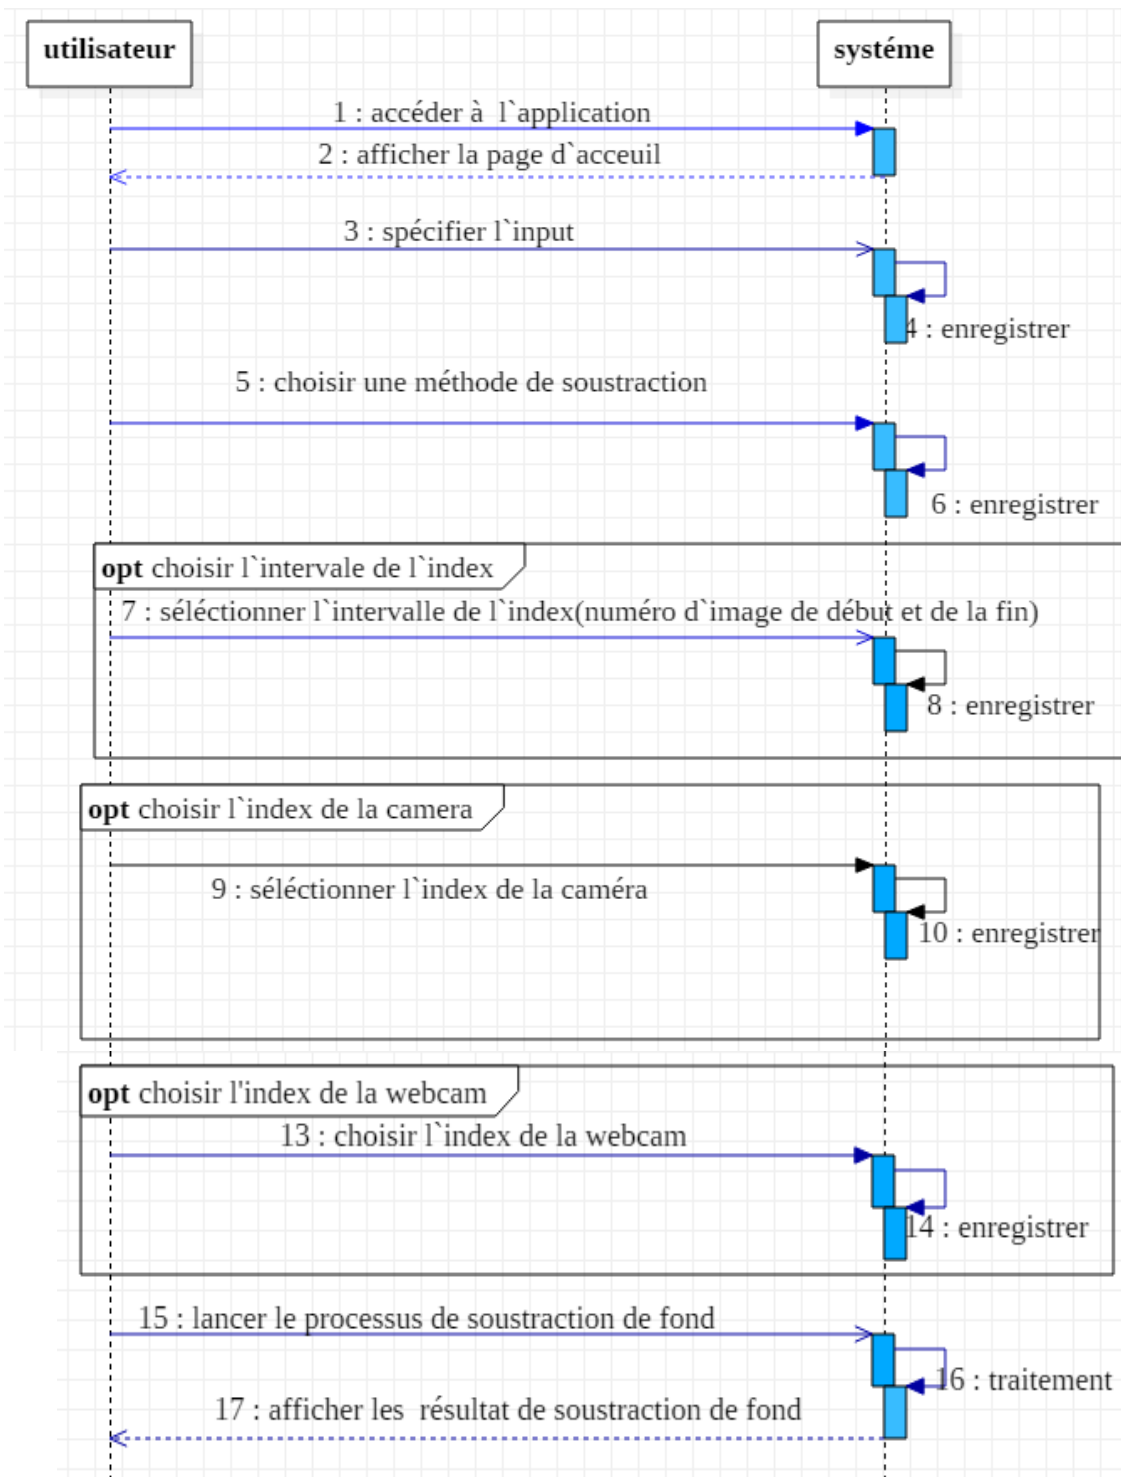 utilisateur
systéme
1 : accéder à  l`application
2 : afficher la page d`acceuil
3 : spécifier l`input
4 : enregistrer
5 : choisir une méthode de soustraction
6 : enregistrer
opt choisir l`intervale de l`index
7 : séléctionner l`intervalle de l`index(numéro d`image de début et de la fin)
8 : enregistrer
opt choisir l`index de la camera
9 : séléctionner l`index de la caméra
10 : enregistrer
opt choisir l'index de la webcam
13 : choisir l`index de la webcam
14 : enregistrer
15 : lancer le processus de soustraction de fond
16 : traitement
17 : afficher les  résultat de soustraction de fond